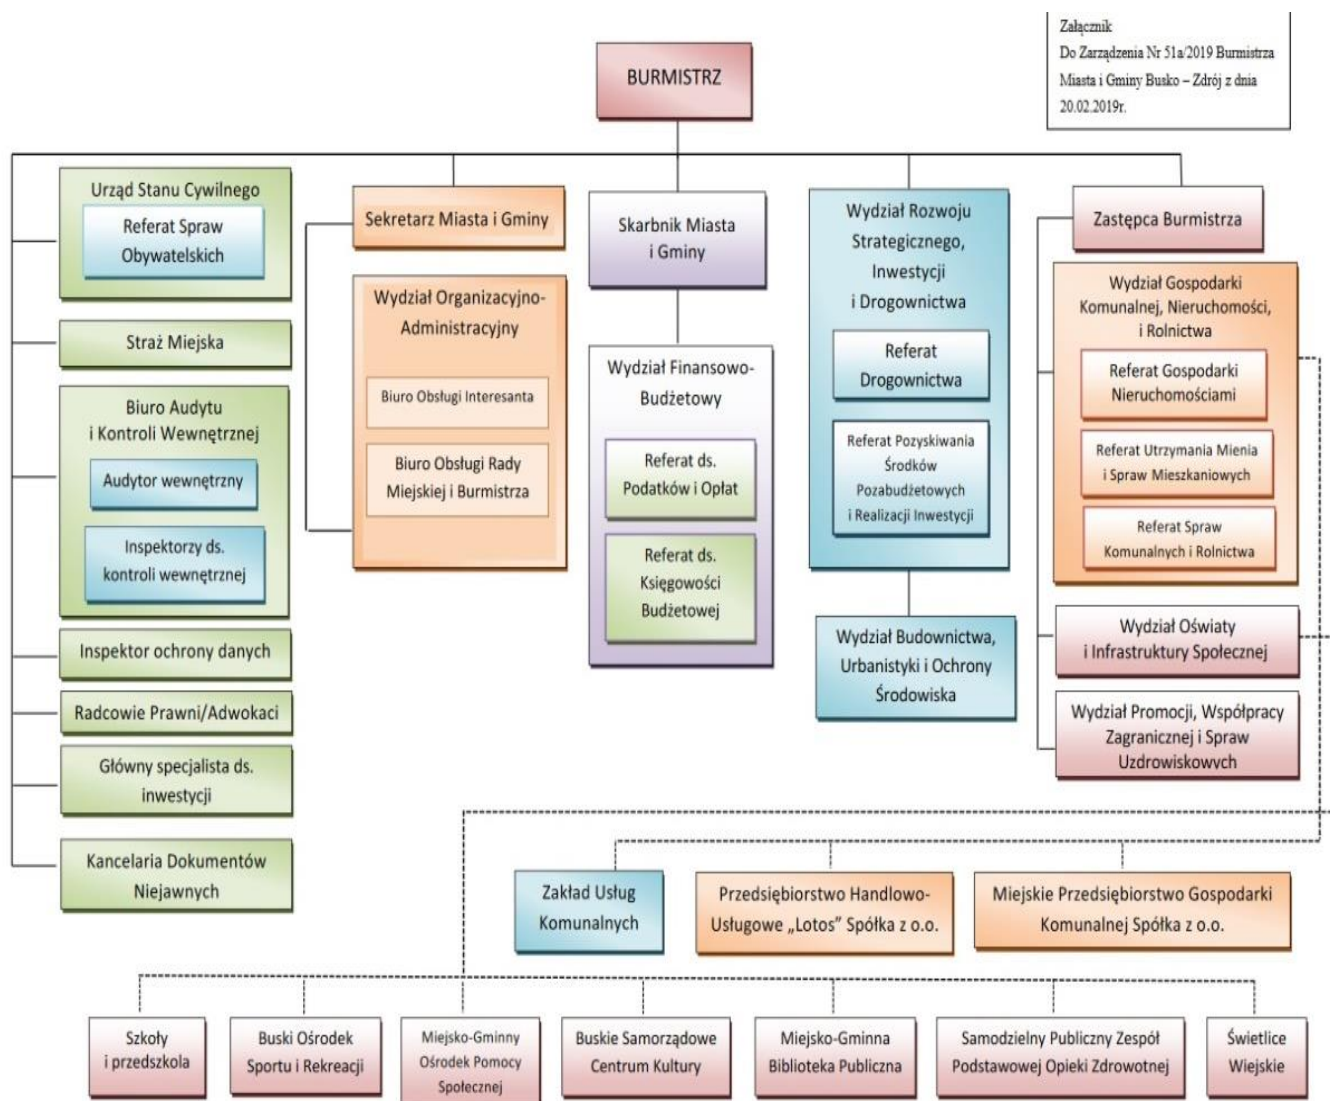 Załącznik
Do Zarządzenia Nr 51a/2019 Burmistrza
Miasta i Gminy Busko – Zdrój z dnia
20.02.2019r.
BURMISTRZ
Urząd Stanu Cywilnego
Referat Spraw
Obywatelskich
Straż Miejska
Biuro Audytu
i Kontroli Wewnętrznej
Audytor wewnętrzny
Inspektorzy ds.
kontroli wewnętrznej
Inspektor ochrony danych
Radcowie Prawni/Adwokaci
Główny specjalista ds.
inwestycji
Kancelaria Dokumentów
Niejawnych
Sekretarz Miasta i Gminy
Wydział Organizacyjno-
Administracyjny
Biuro Obsługi Interesanta
Biuro Obsługi Rady
Miejskiej i Burmistrza
Skarbnik Miasta
i Gminy
Wydział Finansowo-
Budżetowy
Referat ds.
Podatków i Opłat
Referat ds.
Księgowości
Budżetowej
Wydział Rozwoju
Strategicznego,
Inwestycji
i Drogownictwa
Referat
Drogownictwa
Referat Pozyskiwania
Środków
Pozabudżetowych
i Realizacji Inwestycji
Wydział Budownictwa,
Urbanistyki i Ochrony
Środowiska
Zastępca Burmistrza
Wydział Gospodarki
Komunalnej, Nieruchomości,
i Rolnictwa
Referat Gospodarki
Nieruchomościami
Referat Utrzymania Mienia
i Spraw Mieszkaniowych
Referat Spraw
Komunalnych i Rolnictwa
Wydział Oświaty
i Infrastruktury Społecznej
Wydział Promocji, Współpracy
Zagranicznej i Spraw
Uzdrowiskowych
Zakład Usług
Komunalnych
Przedsiębiorstwo Handlowo-
Usługowe „Lotos” Spółka z o.o.
Miejskie Przedsiębiorstwo Gospodarki
Komunalnej Spółka z o.o.
Szkoły
i przedszkola
Buski Ośrodek
Sportu i Rekreacji
Miejsko-Gminny
Ośrodek Pomocy
Społecznej
Buskie Samorządowe
Centrum Kultury
Miejsko-Gminna
Biblioteka Publiczna
Samodzielny Publiczny Zespół
Podstawowej Opieki Zdrowotnej
Świetlice
Wiejskie